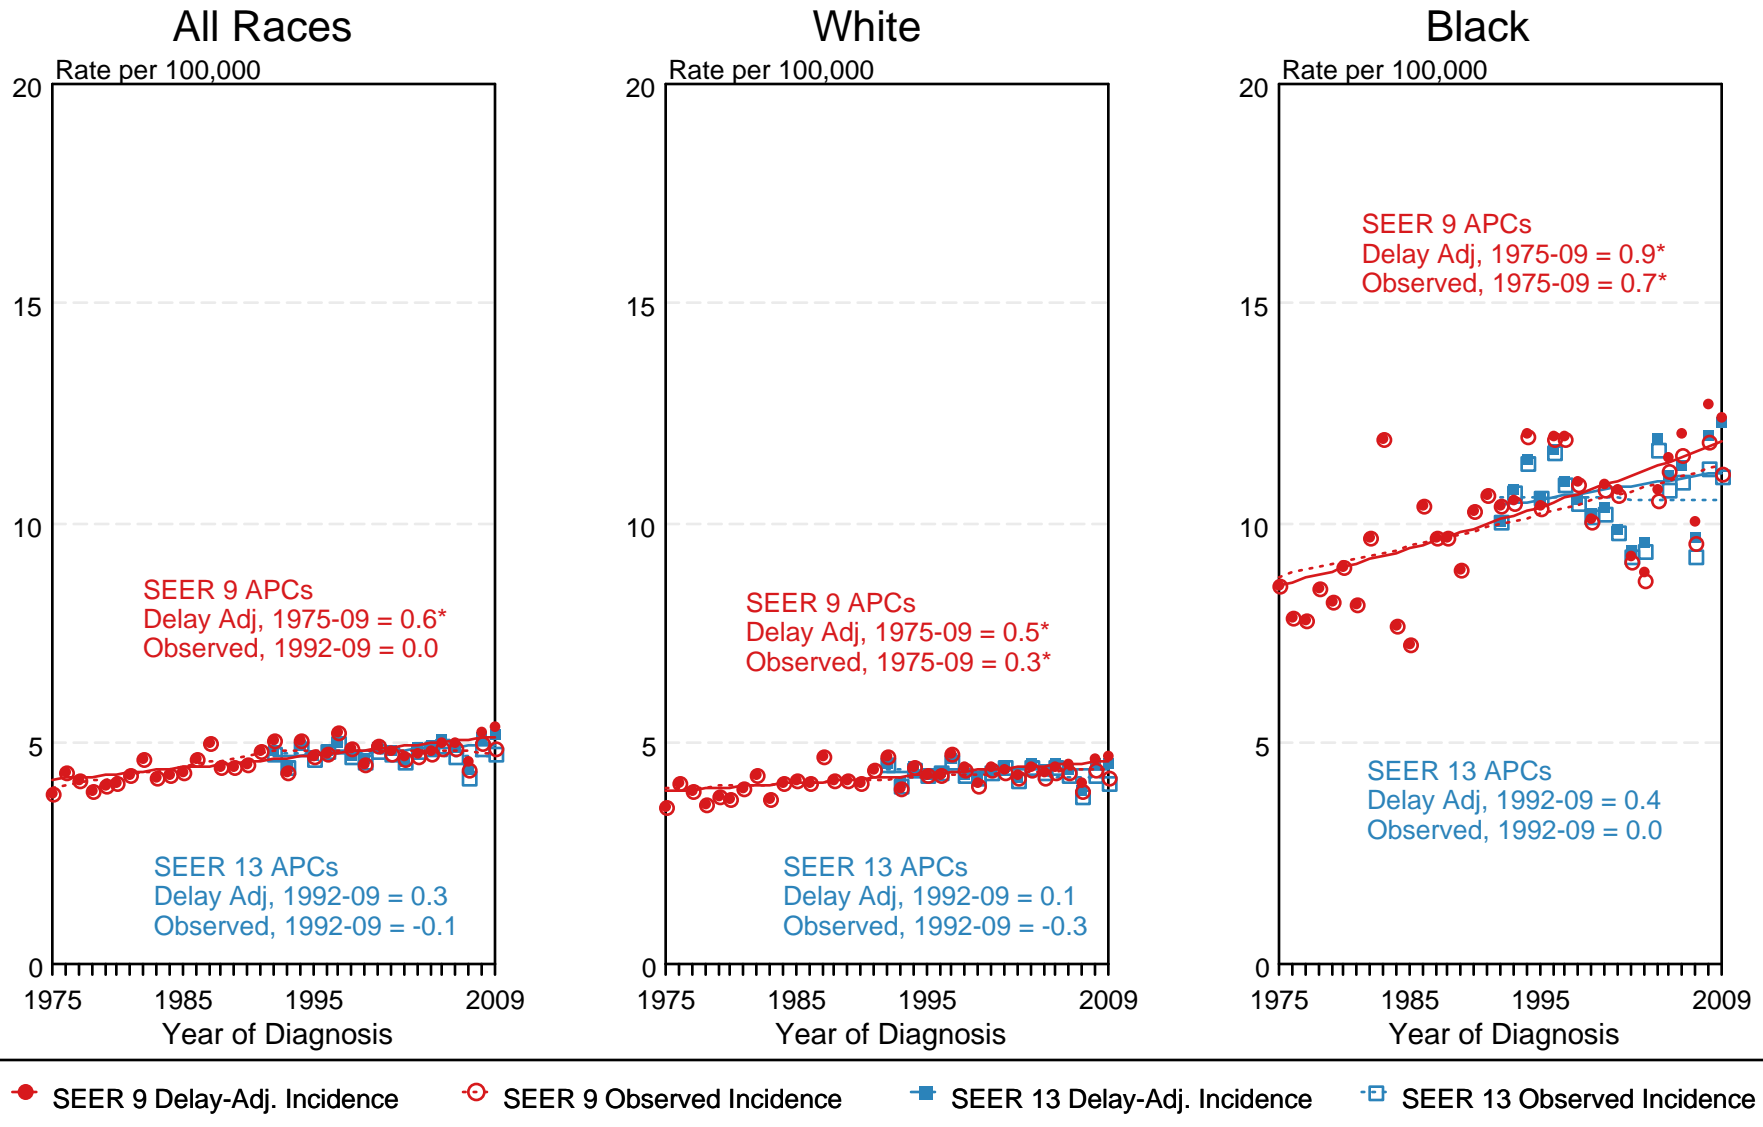 All Races
Rate per 100,000
20
15
10
5
0
SEER 9 APCs
Delay Adj, 1975-09 = 0.6*
Observed, 1992-09 = 0.0
SEER 13 APCs
Delay Adj, 1992-09 = 0.3
Observed, 1992-09 = -0.1
1975 1985 1995 2009
Year of Diagnosis
White
Rate per 100,000
20
15
10
5
0
SEER 9 APCs
Delay Adj, 1975-09 = 0.5*
Observed, 1975-09 = 0.3*
SEER 13 APCs
Delay Adj, 1992-09 = 0.1
Observed, 1992-09 = -0.3
1975 1985 1995 2009
Year of Diagnosis
Black
Rate per 100,000
20
15
10
5
0
SEER 9 APCs
Delay Adj, 1975-09 = 0.9*
Observed, 1975-09 = 0.7*
SEER 13 APCs
Delay Adj, 1992-09 = 0.4
Observed, 1992-09 = 0.0
1975 1985 1995 2009
Year of Diagnosis
SEER 9 Delay-Adj. Incidence
SEER 9 Observed Incidence
SEER 13 Delay-Adj. Incidence
SEER 13 Observed Incidence